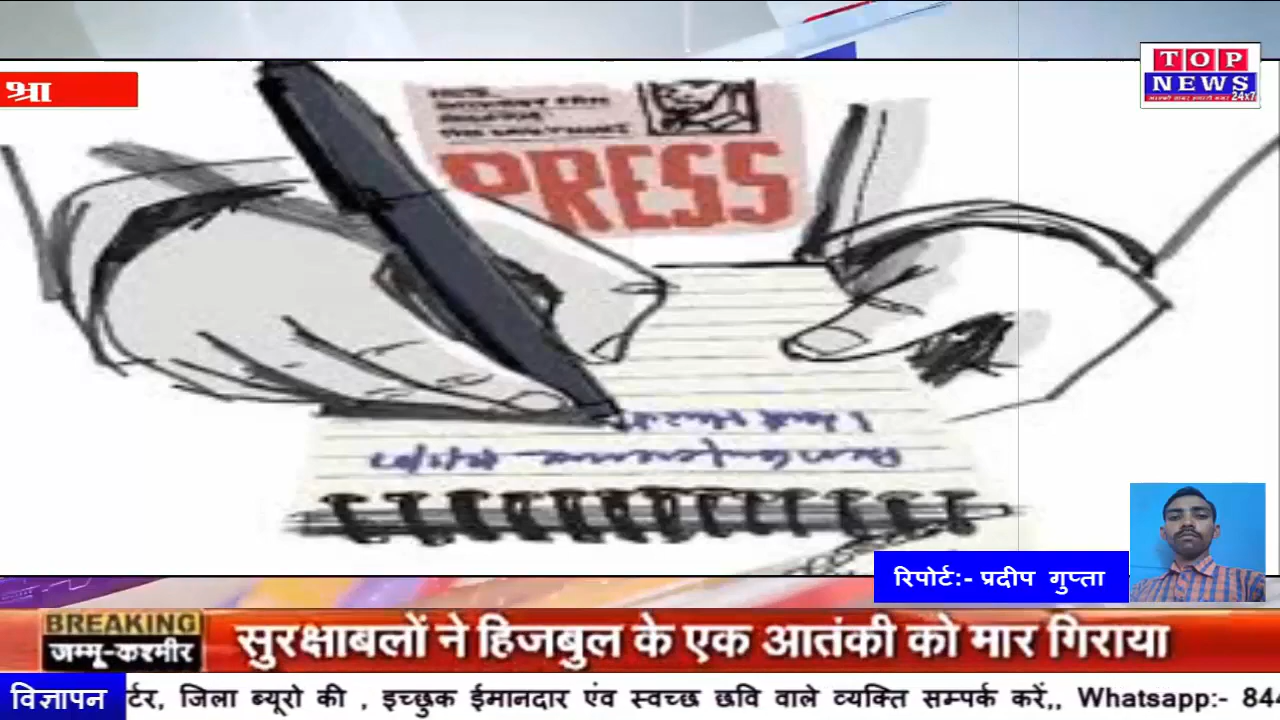 श्रा
TOP
NEWS
24x7
PRESS
रिपोर्ट:- प्रदीप गुप्ता
BREAKING
जम्मू-कश्मीर
सुरक्षाबलों ने हिजबुल के एक आतंकी को मार गिराया
विज्ञापन
र्टर, जिला ब्यूरो की , इच्छुक ईमानदार एंव स्वच्छ छवि वाले व्यक्ति सम्पर्क करें,, Whatsapp:- 844